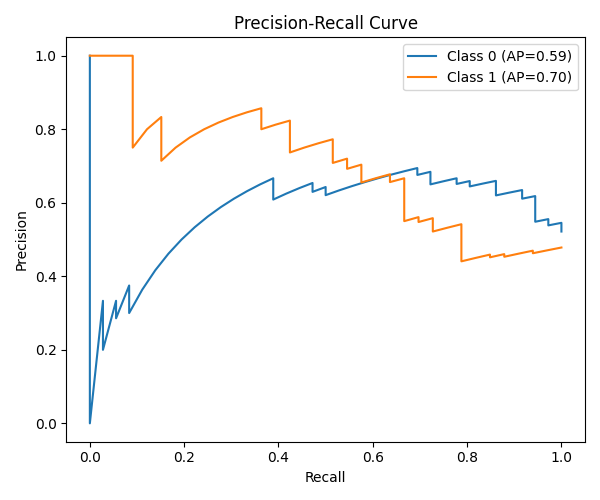 Precision-Recall Curve
Class 0 (AP=0.59)
Class 1 (AP=0.70)
Precision
1.0
0.8
0.6
0.4
0.2
0.0
0.0 0.2 0.4 0.6 0.8 1.0
Recall